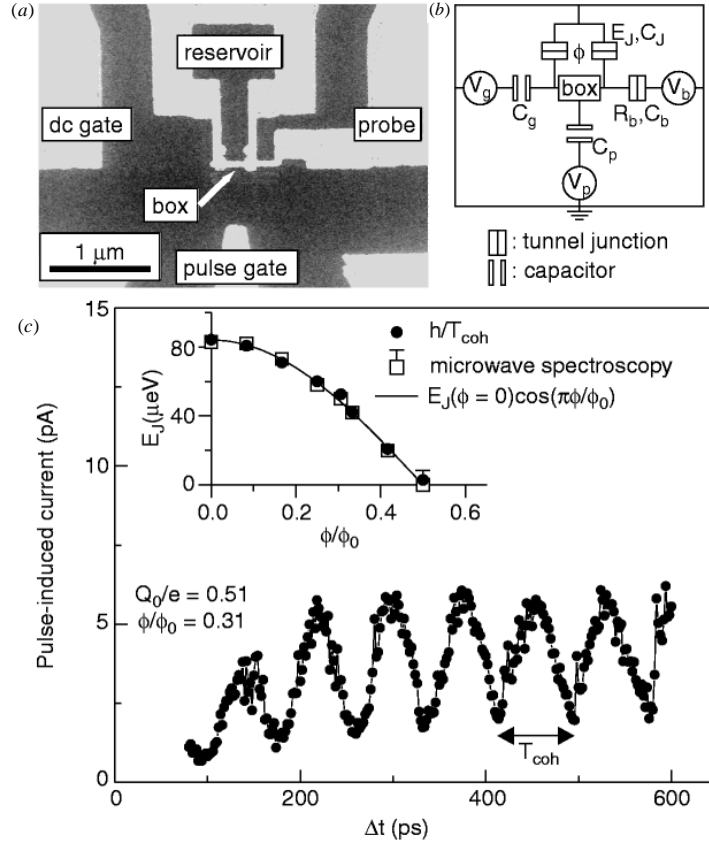 (a)
reservoir
dc gate
probe
box
1 μm
pulse gate
(b)
E_J,C_J
ϕ
V_g
box
V_b
C_g
R_b,C_b
C_p
V_p
: tunnel junction
: capacitor
(c)
15
10
5
0
Pulse-induced current (pA)
80
40
0
E_J(μeV)
h/T_coh
microwave spectroscopy
E_J(ϕ = 0)cos(πϕ/ϕ_0)
0.0
0.2
0.4
0.6
ϕ/ϕ_0
Q_0/e = 0.51
ϕ/ϕ_0 = 0.31
T_coh
0
200
400
600
Δt (ps)